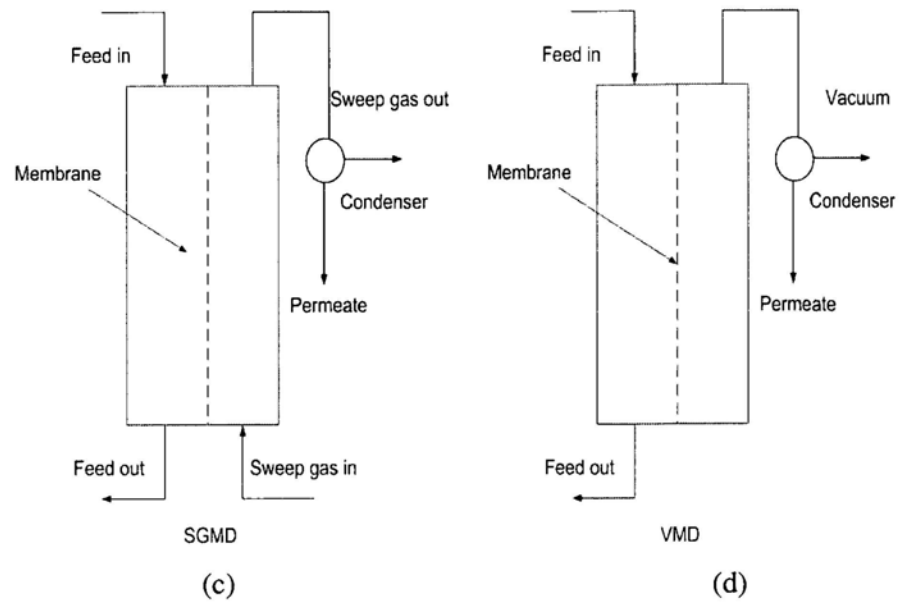 Feed in
Sweep gas out
Membrane
Condenser
Permeate
Feed out
Sweep gas in
SGMD
(c)
Feed in
Vacuum
Membrane
Condenser
Permeate
Feed out
VMD
(d)